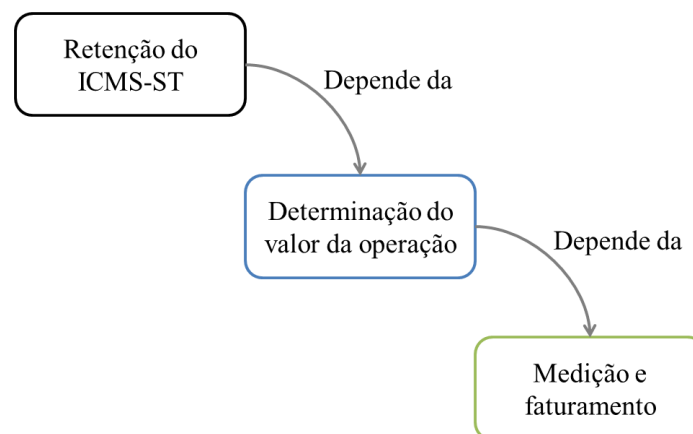 Retenção do
ICMS-ST
Depende da
Determinação do
valor da operação
Depende da
Medição e
faturamento